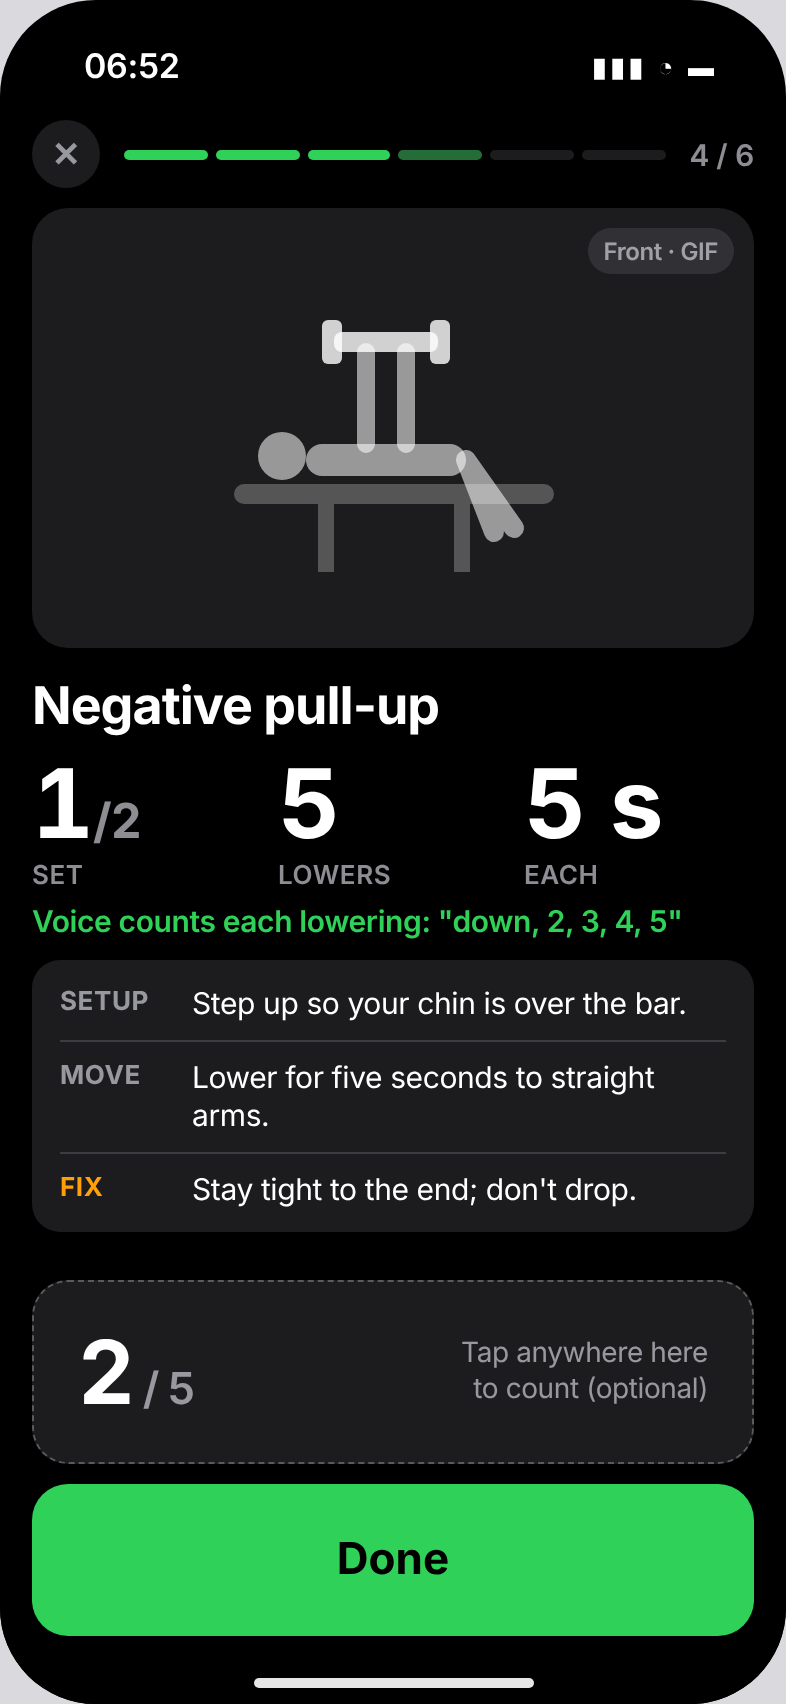 06:52
4 / 6
Front · GIF
Negative pull-up
1/2 5 5 s
SET LOWERS EACH
Voice counts each lowering: "down, 2, 3, 4, 5"
SETUP Step up so your chin is over the bar.
MOVE Lower for five seconds to straight
arms.
FIX Stay tight to the end; don't drop.
2 / 5
Tap anywhere here
to count (optional)
Done